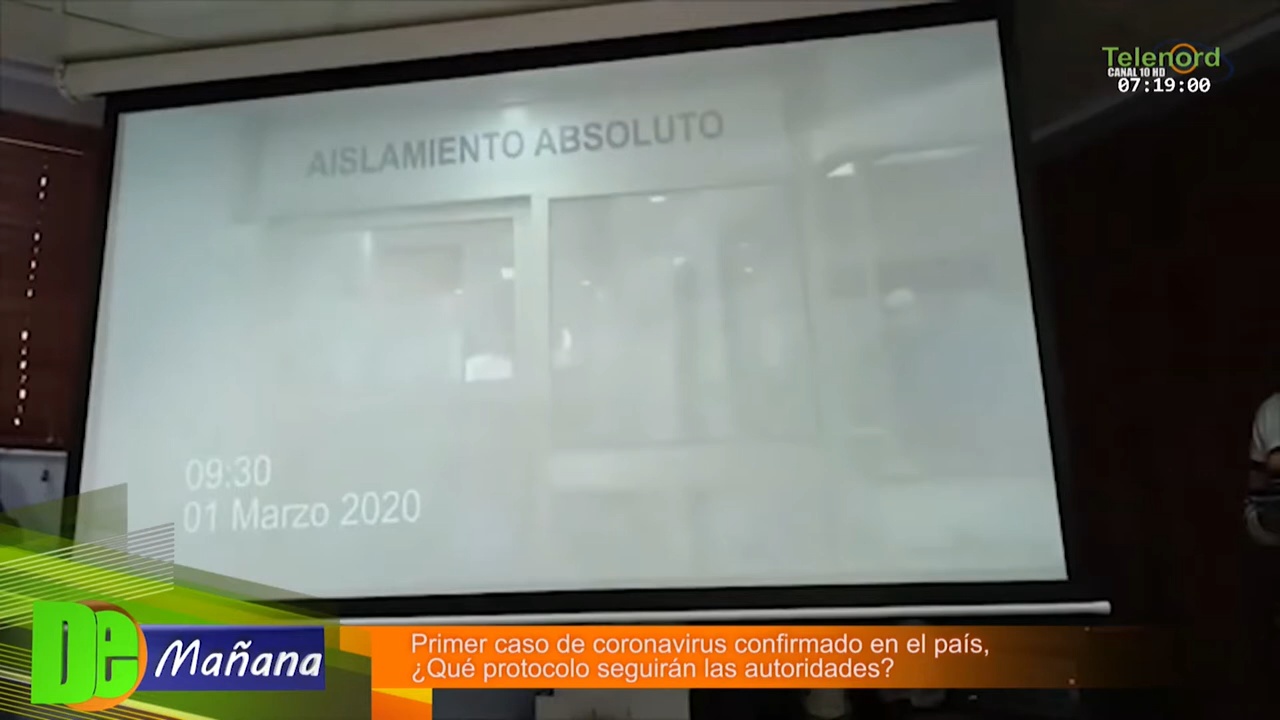 Telenord
CANAL 10 HD
07:19:00
AISLAMIENTO ABSOLUTO
09:30
01 Marzo 2020
De Mañana
Primer caso de coronavirus confirmado en el país,
¿Qué protocolo seguirán las autoridades?